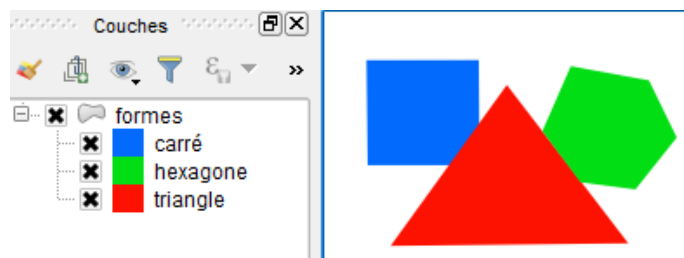 Couches
ε
»
formes
carré
hexagone
triangle